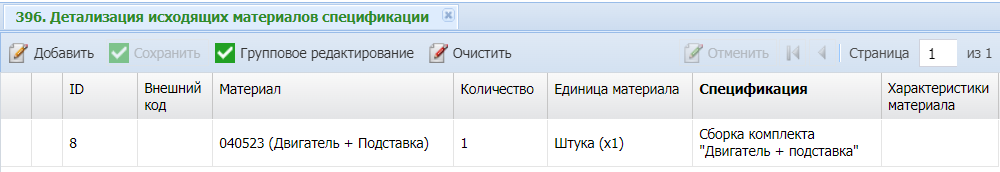 396. Детализация исходящих материалов спецификации
Добавить Сохранить Групповое редактирование Очистить Отменить Страница 1 из 1
ID Внешний код Материал Количество Единица материала Спецификация Характеристики материала
8 040523 (Двигатель + Подставка) 1 Штука (x1) Сборка комплекта "Двигатель + подставка"